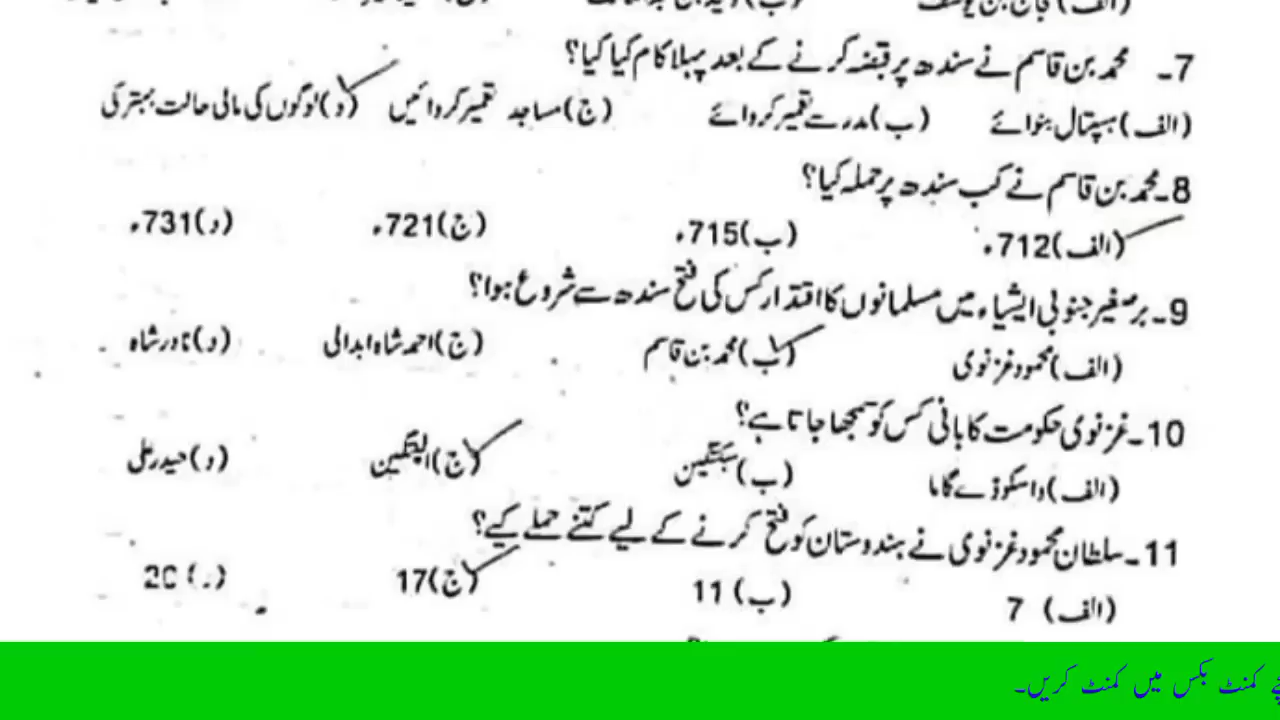 7۔ محمد بن قاسم نے سندھ پر قبضہ کرنے کے بعد پہلا کام کیا کیا؟
(الف) ہسپتال بنوائے (ب) مدرسے تعمیر کروائے (ج) مساجد تعمیر کروائیں (د) لوگوں کی مالی حالت بہتر کی
8۔ محمد بن قاسم نے کب سندھ پر حملہ کیا؟
(الف) 712ء (ب) 715ء (ج) 721ء (د) 731ء
9۔ برصغیر جنوبی ایشیاء میں مسلمانوں کا اقتدار کس کی فتح سندھ سے شروع ہوا؟
(الف) محمود غزنوی (ب) محمد بن قاسم (ج) احمد شاہ ابدالی (د) نادر شاہ
10۔ غزنوی حکومت کا بانی کس کو سمجھا جاتا ہے؟
(الف) واسکوڈے گاما (ب) سبکتگین (ج) الپتگین (د) حیدر علی
11۔ سلطان محمود غزنوی نے ہندوستان کو فتح کرنے کے لیے کتنے حملے کیے؟
(الف) 7 (ب) 11 (ج) 17 (د) 20
کمنٹ بکس میں کمنٹ کریں۔